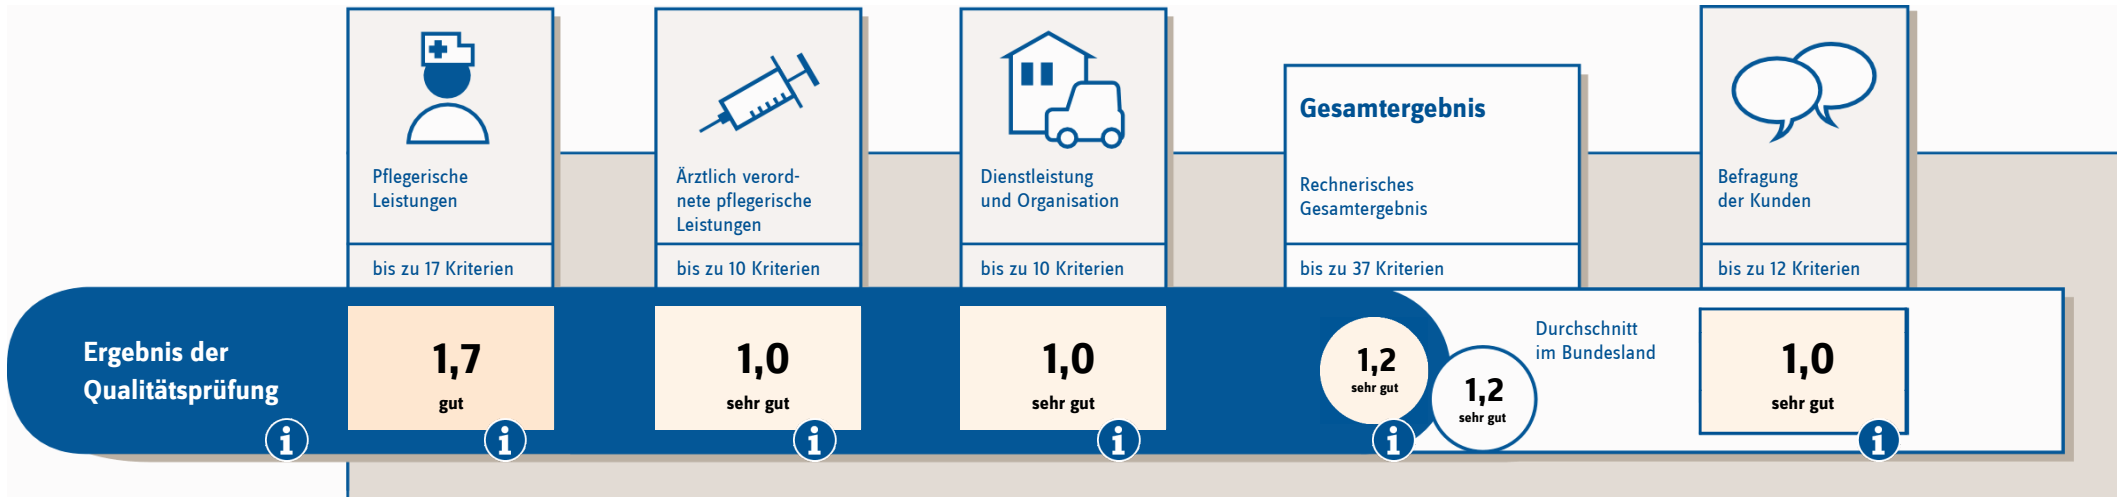 Pflegerische
Leistungen
bis zu 17 Kriterien
Ärztlich verord-
nete pflegerische
Leistungen
bis zu 10 Kriterien
Dienstleistung
und Organisation
bis zu 10 Kriterien
Gesamtergebnis
Rechnerisches
Gesamtergebnis
bis zu 37 Kriterien
Befragung
der Kunden
bis zu 12 Kriterien
Ergebnis der
Qualitätsprüfung
i
1,7
gut
i
1,0
sehr gut
i
1,0
sehr gut
i
1,2
sehr gut
i
1,2
sehr gut
Durchschnitt
im Bundesland
1,0
sehr gut
i